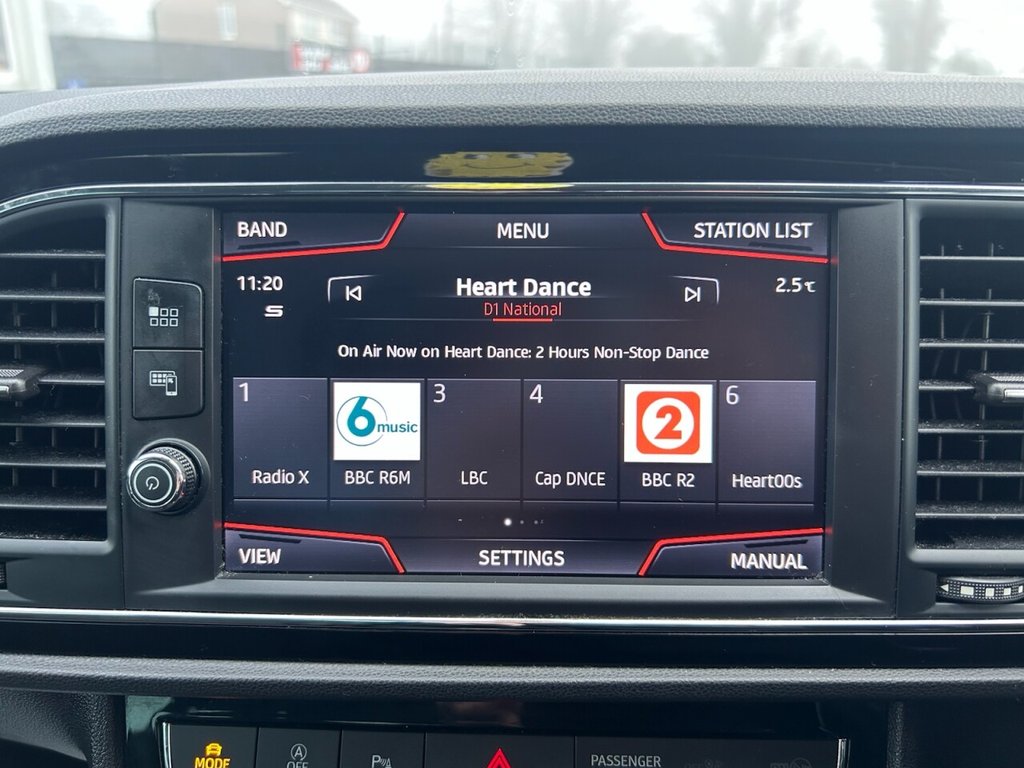 BAND MENU STATION LIST
11:20 Heart Dance 2.5°C
S D1 National
On Air Now on Heart Dance: 2 Hours Non-Stop Dance
1 6 music 3 4 2 6
Radio X BBC R6M LBC Cap DNCE BBC R2 Heart00s
VIEW SETTINGS MANUAL
MODE A OFF P PASSENGER